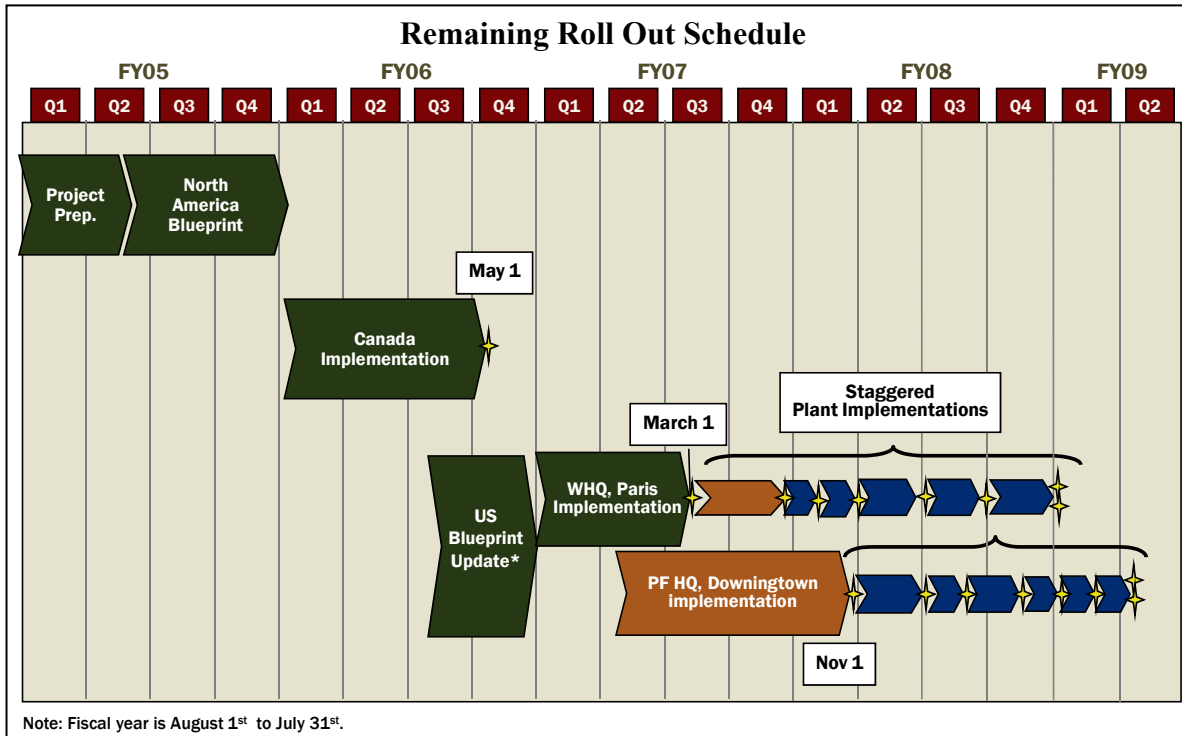 Remaining Roll Out Schedule
FY05 FY06 FY07 FY08 FY09
Q1 Q2 Q3 Q4 Q1 Q2 Q3 Q4 Q1 Q2 Q3 Q4 Q1 Q2 Q3 Q4 Q1 Q2
Project
Prep.
North
America
Blueprint
May 1
Canada
Implementation
Staggered
Plant Implementations
March 1
WHQ, Paris
Implementation
US
Blueprint
Update*
PF HQ, Downingtown
implementation
Nov 1
Note: Fiscal year is August 1st to July 31st.